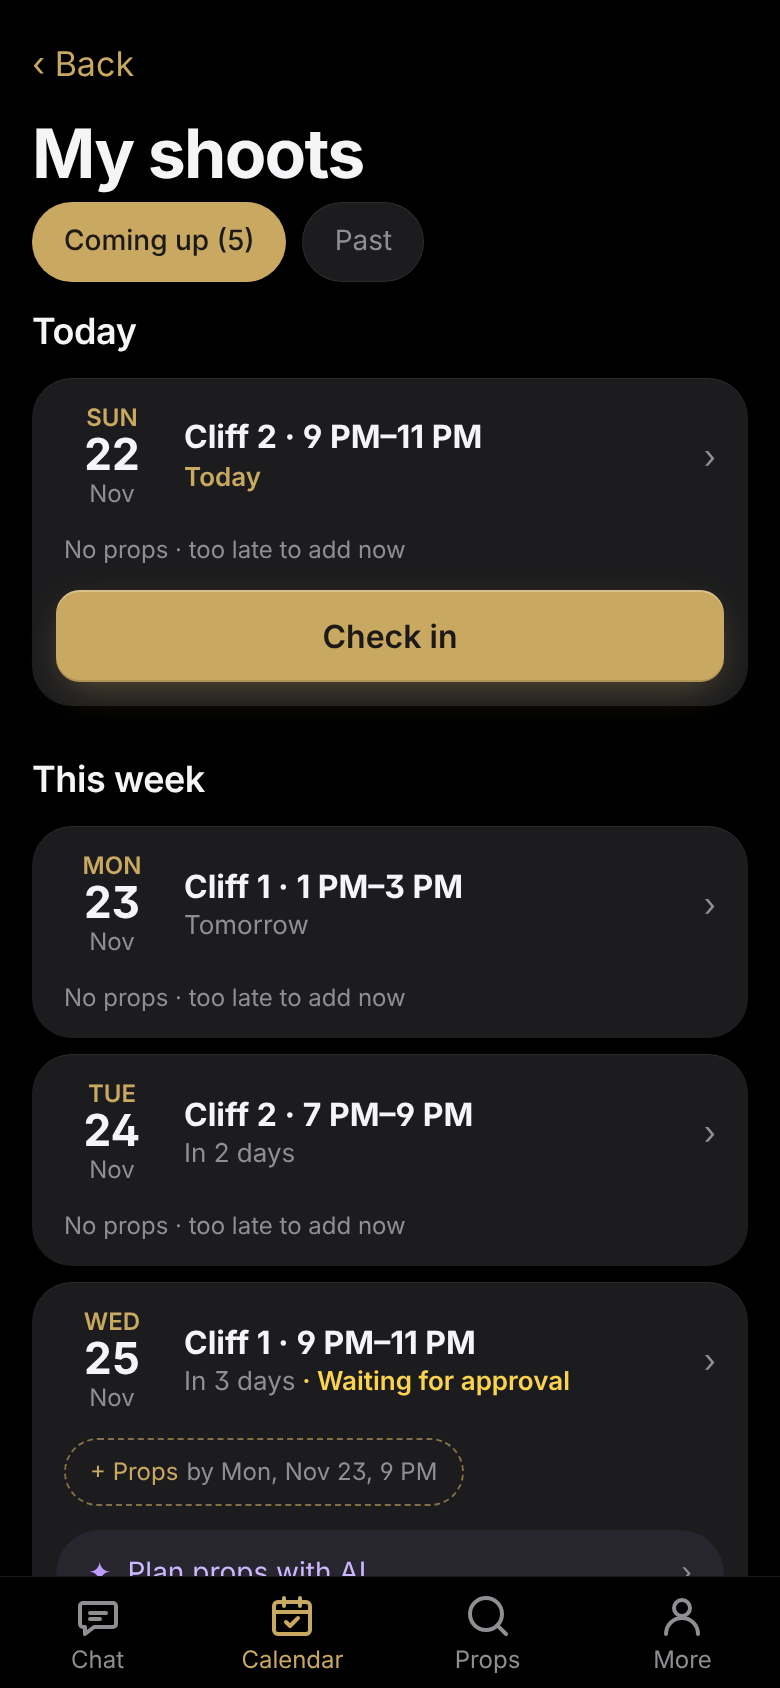 ‹ Back
My shoots
Coming up (5)
Past
Today
SUN
22
Nov
Cliff 2 · 9 PM–11 PM
Today
›
No props · too late to add now
Check in
This week
MON
23
Nov
Cliff 1 · 1 PM–3 PM
Tomorrow
›
No props · too late to add now
TUE
24
Nov
Cliff 2 · 7 PM–9 PM
In 2 days
›
No props · too late to add now
WED
25
Nov
Cliff 1 · 9 PM–11 PM
In 3 days · Waiting for approval
›
+ Props by Mon, Nov 23, 9 PM
✦ Plan props with AI ›
Chat
Calendar
Props
More